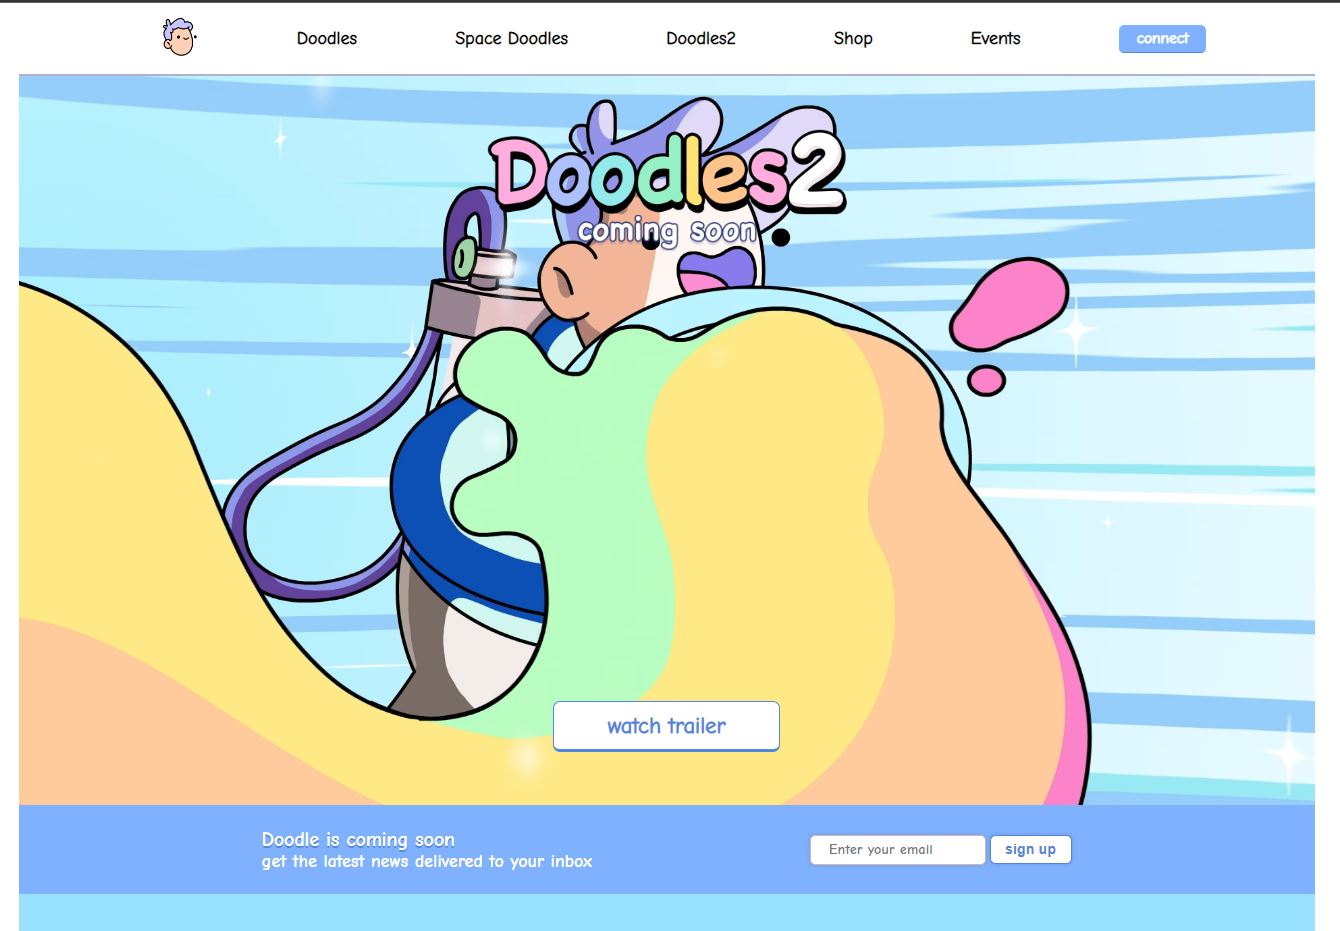 Doodles
Space Doodles
Doodles2
Shop
Events
connect
Doodles2
coming soon
watch trailer
Doodle is coming soon
get the latest news delivered to your inbox
Enter your email
sign up